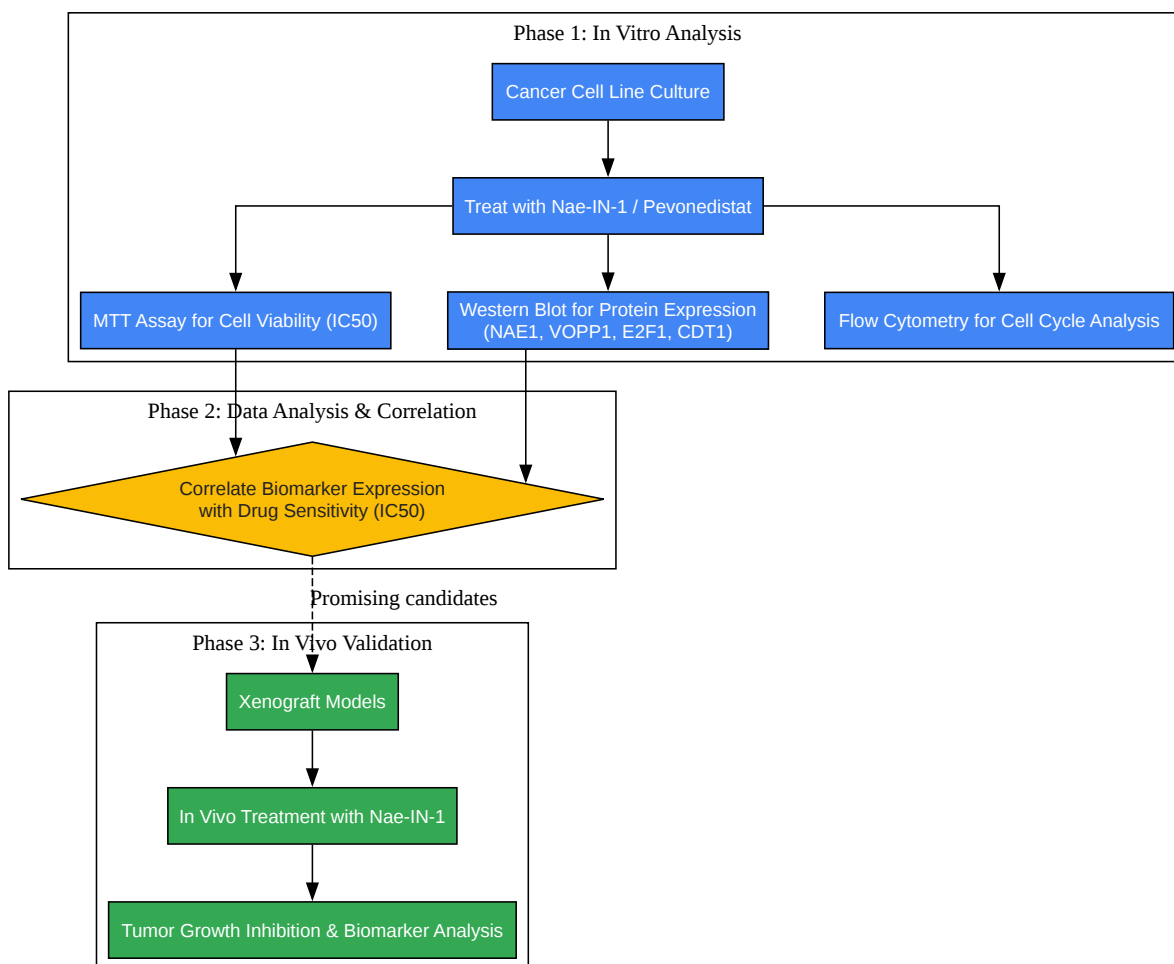 Phase 1: In Vitro Analysis
Cancer Cell Line Culture
Treat with Nae-IN-1 / Pevonedistat
MTT Assay for Cell Viability (IC50)
Western Blot for Protein Expression
(NAE1, VOPP1, E2F1, CDT1)
Flow Cytometry for Cell Cycle Analysis
Phase 2: Data Analysis & Correlation
Correlate Biomarker Expression
with Drug Sensitivity (IC50)
Promising candidates
Phase 3: In Vivo Validation
Xenograft Models
In Vivo Treatment with Nae-IN-1
Tumor Growth Inhibition & Biomarker Analysis